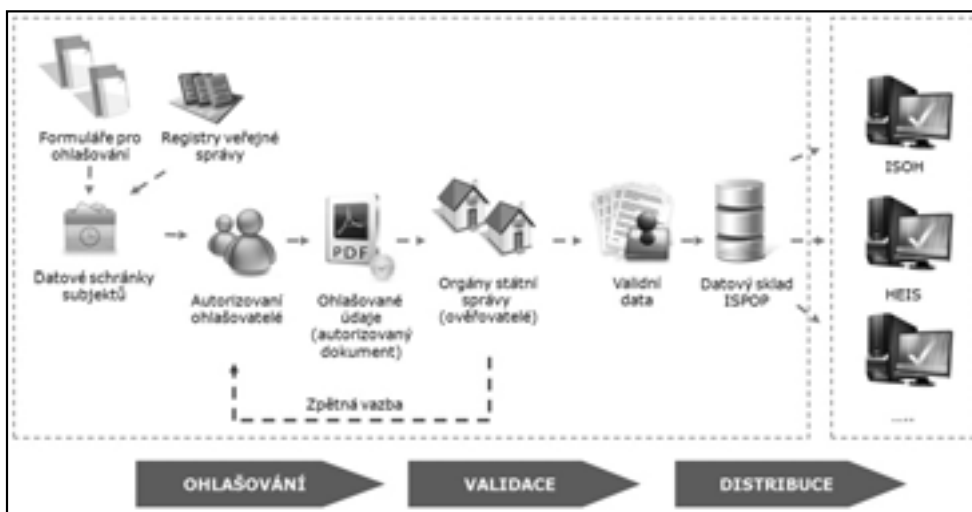 Formuláře pro
ohlašování
Registry veřejné
správy
Datové schránky
subjektů
Autorizovaní
ohlašovatelé
PDF
Ohlašované
údaje
(autorizovaný
dokument)
Orgány státní
správy
(ověřovatelé)
Validní
data
Datový sklad
ISPOP
ISOH
HEIS
.....
Zpětná vazba
OHLAŠOVÁNÍ
VALIDACE
DISTRIBUCE